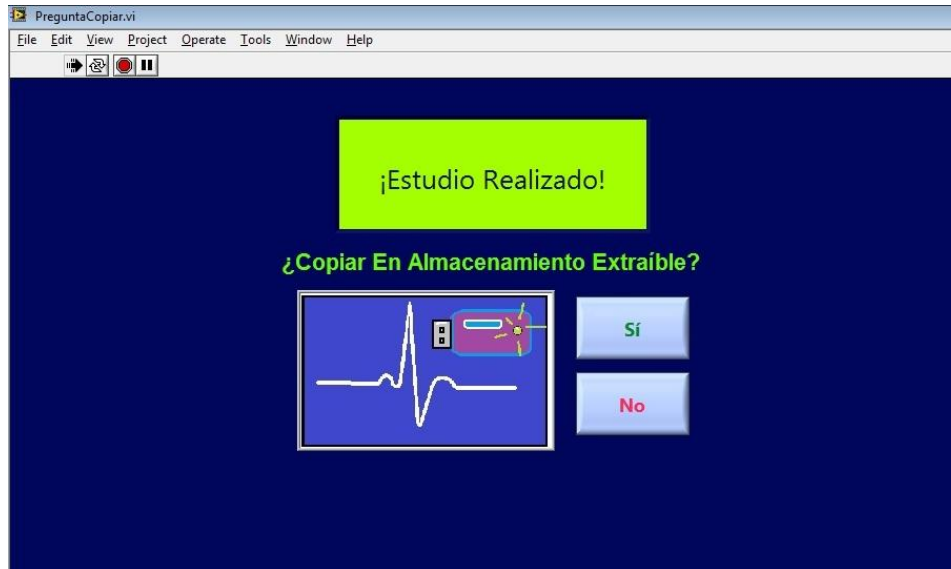 PreguntaCopiar.vi
File Edit View Project Operate Tools Window Help
¡Estudio Realizado!
¿Copiar En Almacenamiento Extraíble?
Sí
No